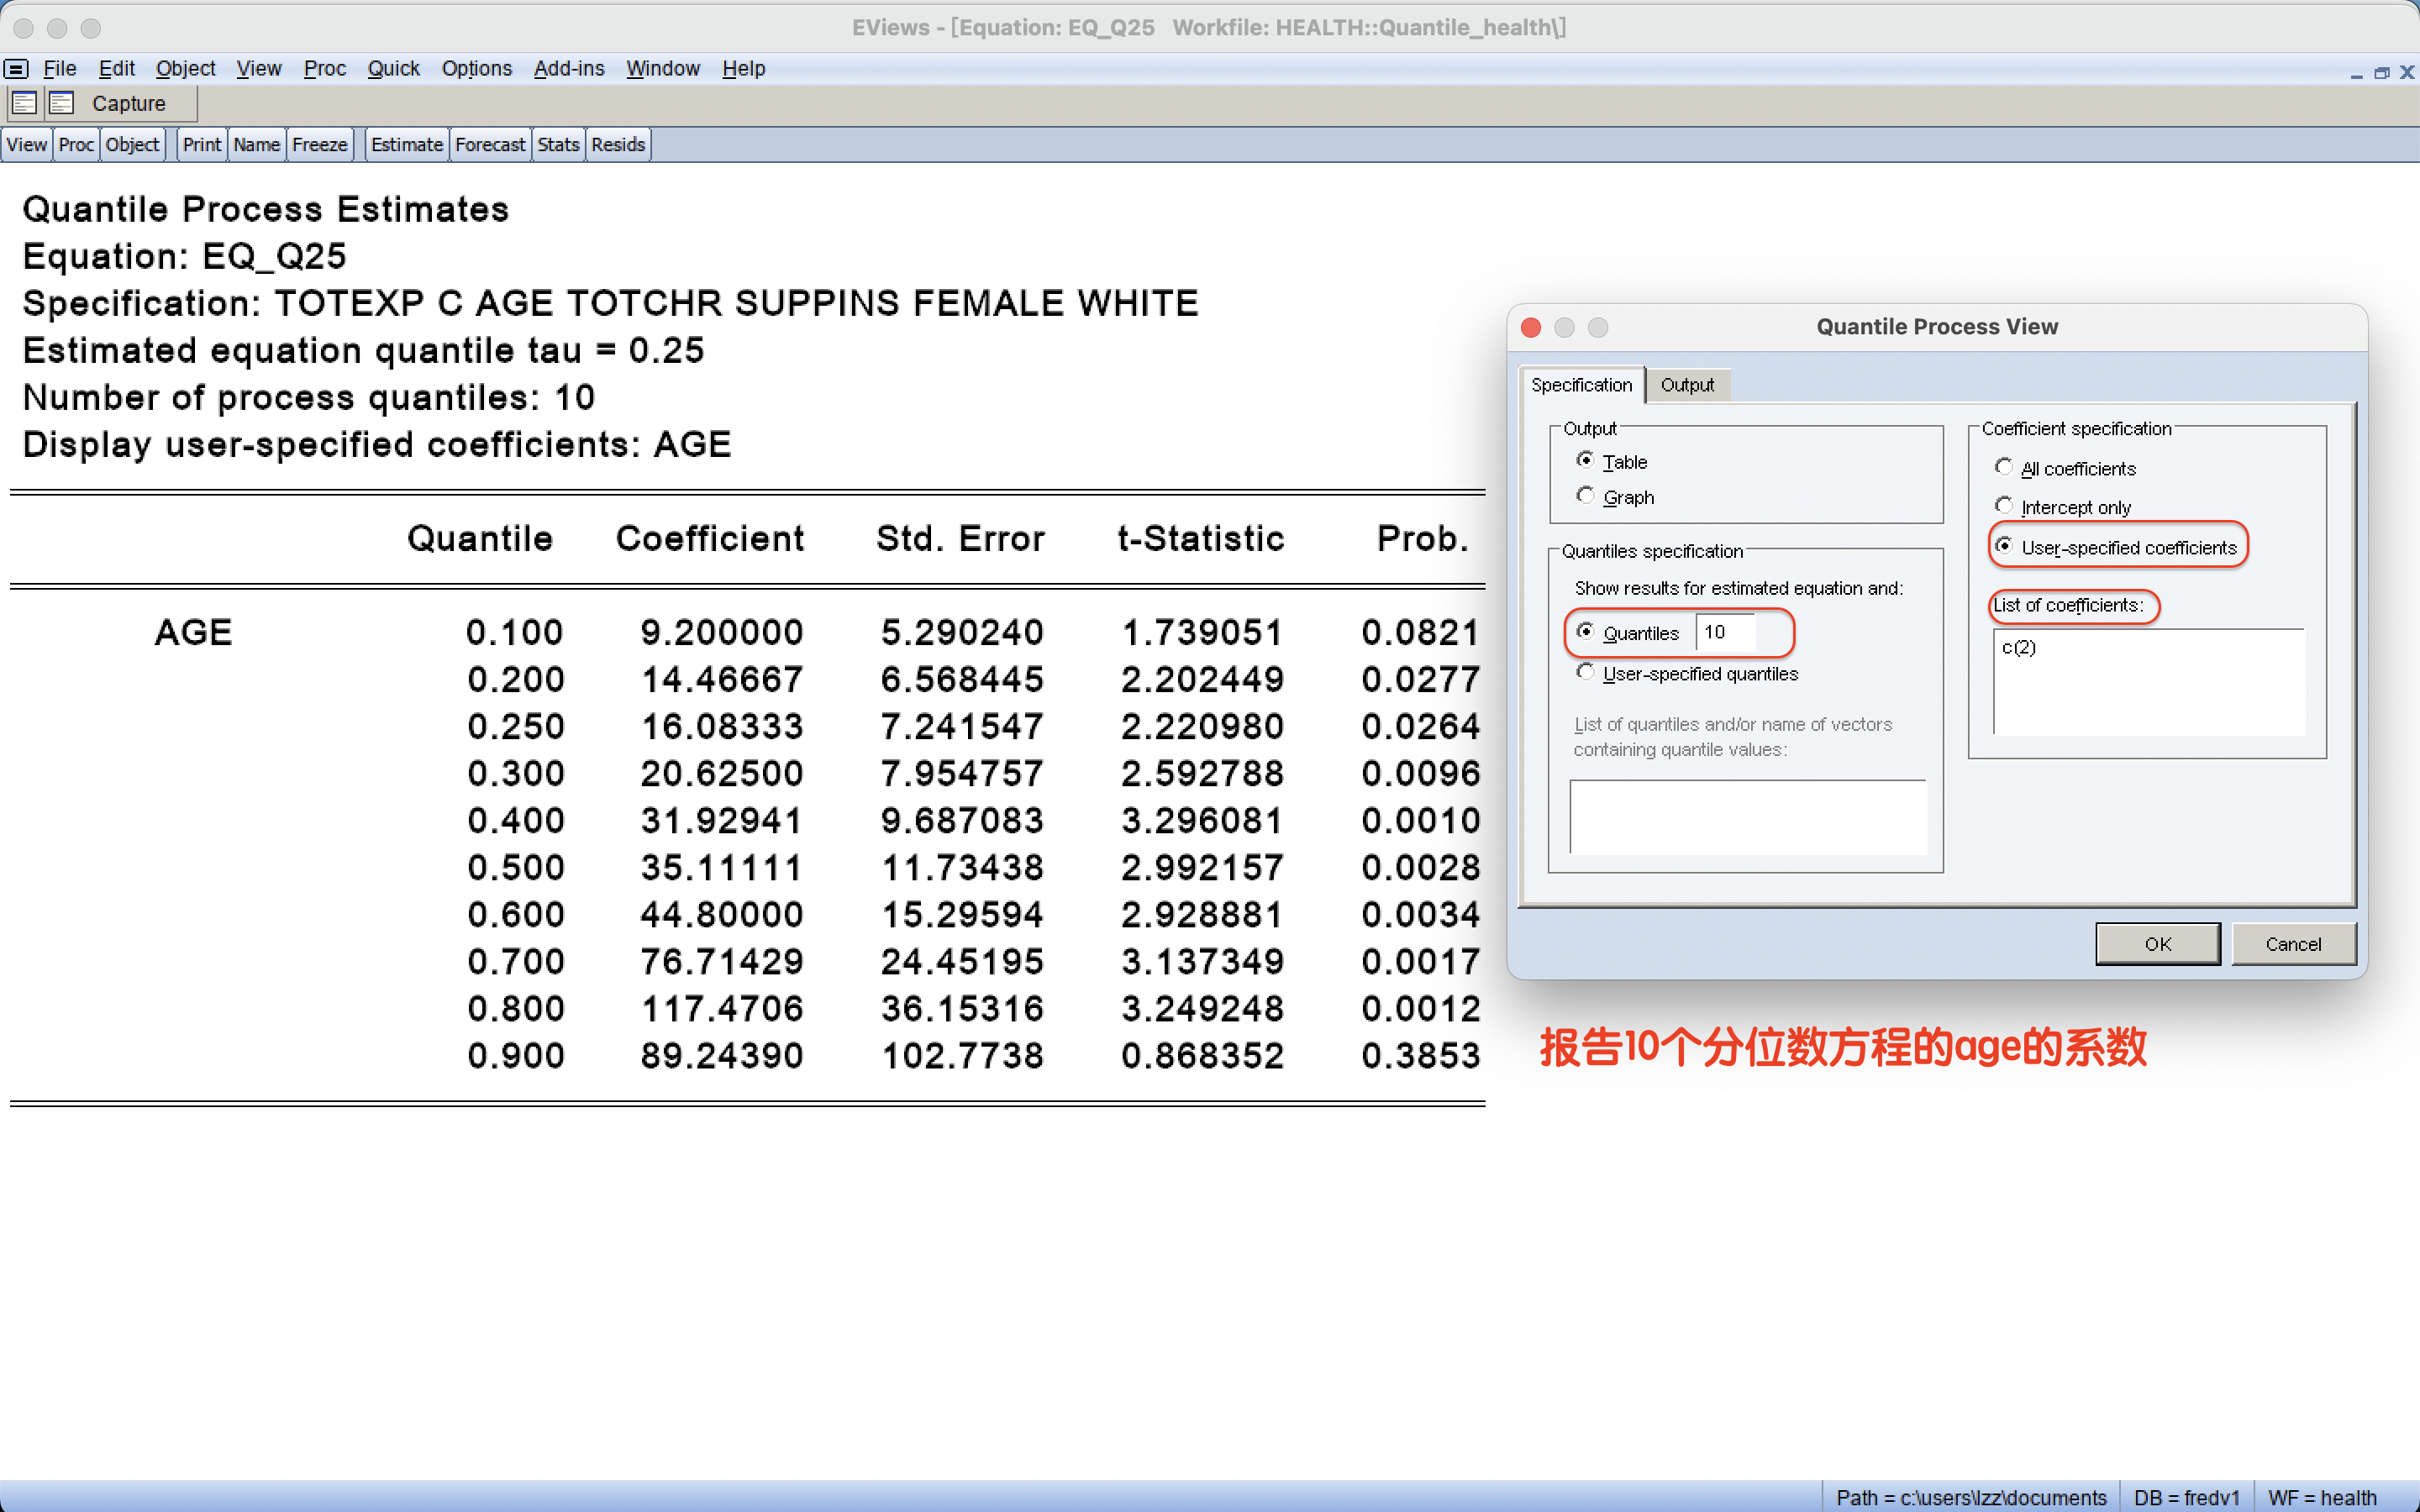 EViews - [Equation: EQ_Q25 Workfile: HEALTH::Quantile_health\]
File Edit Object View Proc Quick Options Add-ins Window Help
Capture
View Proc Object Print Name Freeze Estimate Forecast Stats Resids
Quantile Process Estimates
Equation: EQ_Q25
Specification: TOTEXP C AGE TOTCHR SUPPINS FEMALE WHITE
Estimated equation quantile tau = 0.25
Number of process quantiles: 10
Display user-specified coefficients: AGE
Quantile Coefficient Std. Error t-Statistic Prob.
AGE 0.100 9.200000 5.290240 1.739051 0.0821
0.200 14.46667 6.568445 2.202449 0.0277
0.250 16.08333 7.241547 2.220980 0.0264
0.300 20.62500 7.954757 2.592788 0.0096
0.400 31.92941 9.687083 3.296081 0.0010
0.500 35.11111 11.73438 2.992157 0.0028
0.600 44.80000 15.29594 2.928881 0.0034
0.700 76.71429 24.45195 3.137349 0.0017
0.800 117.4706 36.15316 3.249248 0.0012
0.900 89.24390 102.7738 0.868352 0.3853
Quantile Process View
Specification Output
Output
Table
Graph
Quantiles specification
Show results for estimated equation and:
Quantiles 10
User-specified quantiles
List of quantiles and/or name of vectors
containing quantile values:
Coefficient specification
All coefficients
Intercept only
User-specified coefficients
List of coefficients:
c(2)
OK Cancel
报告10个分位数方程的age的系数
Path = c:\users\lzz\documents DB = fredv1 WF = health